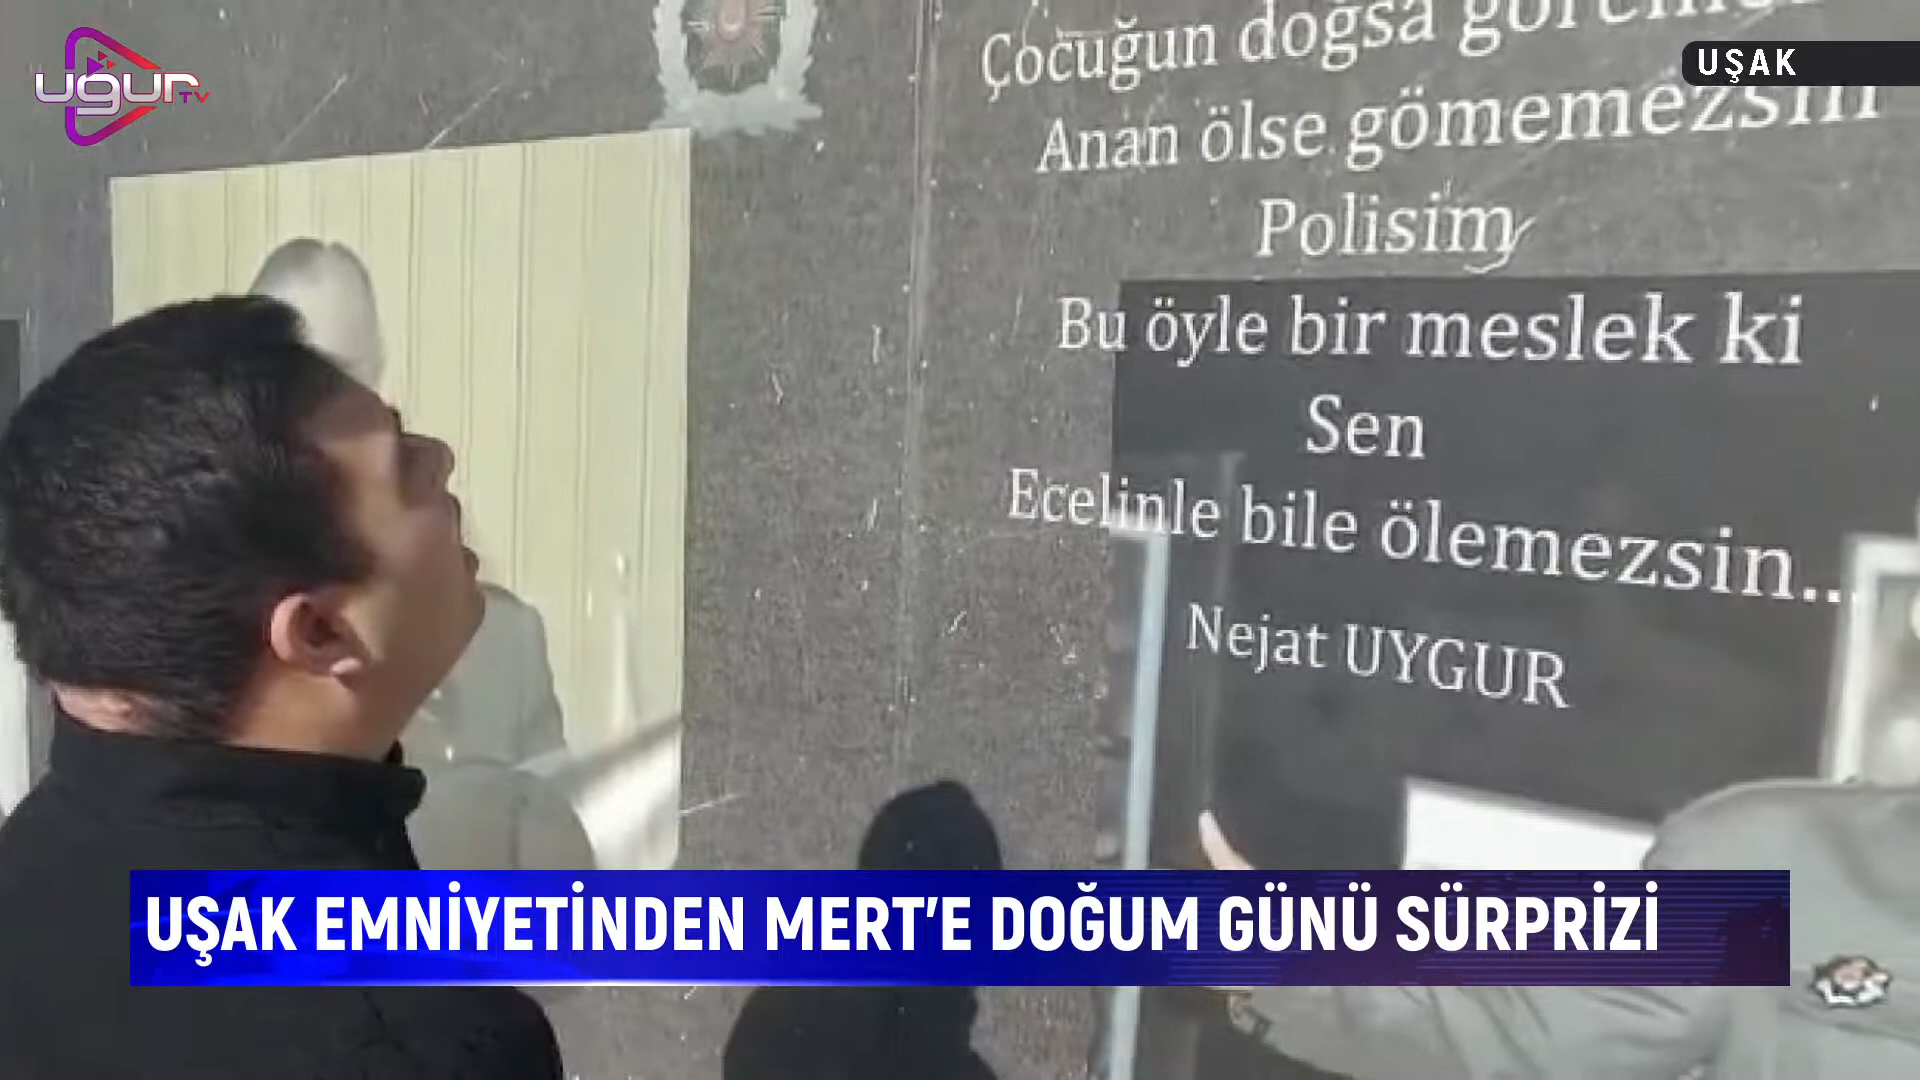 uğur TV
UŞAK
Çocuğun doğsa göremezsin
Anan ölse gömemezsin
Polisim
Bu öyle bir meslek ki
Sen
Ecelinle bile ölemezsin...
Nejat UYGUR
UŞAK EMNİYETİNDEN MERT'E DOĞUM GÜNÜ SÜRPRİZİ